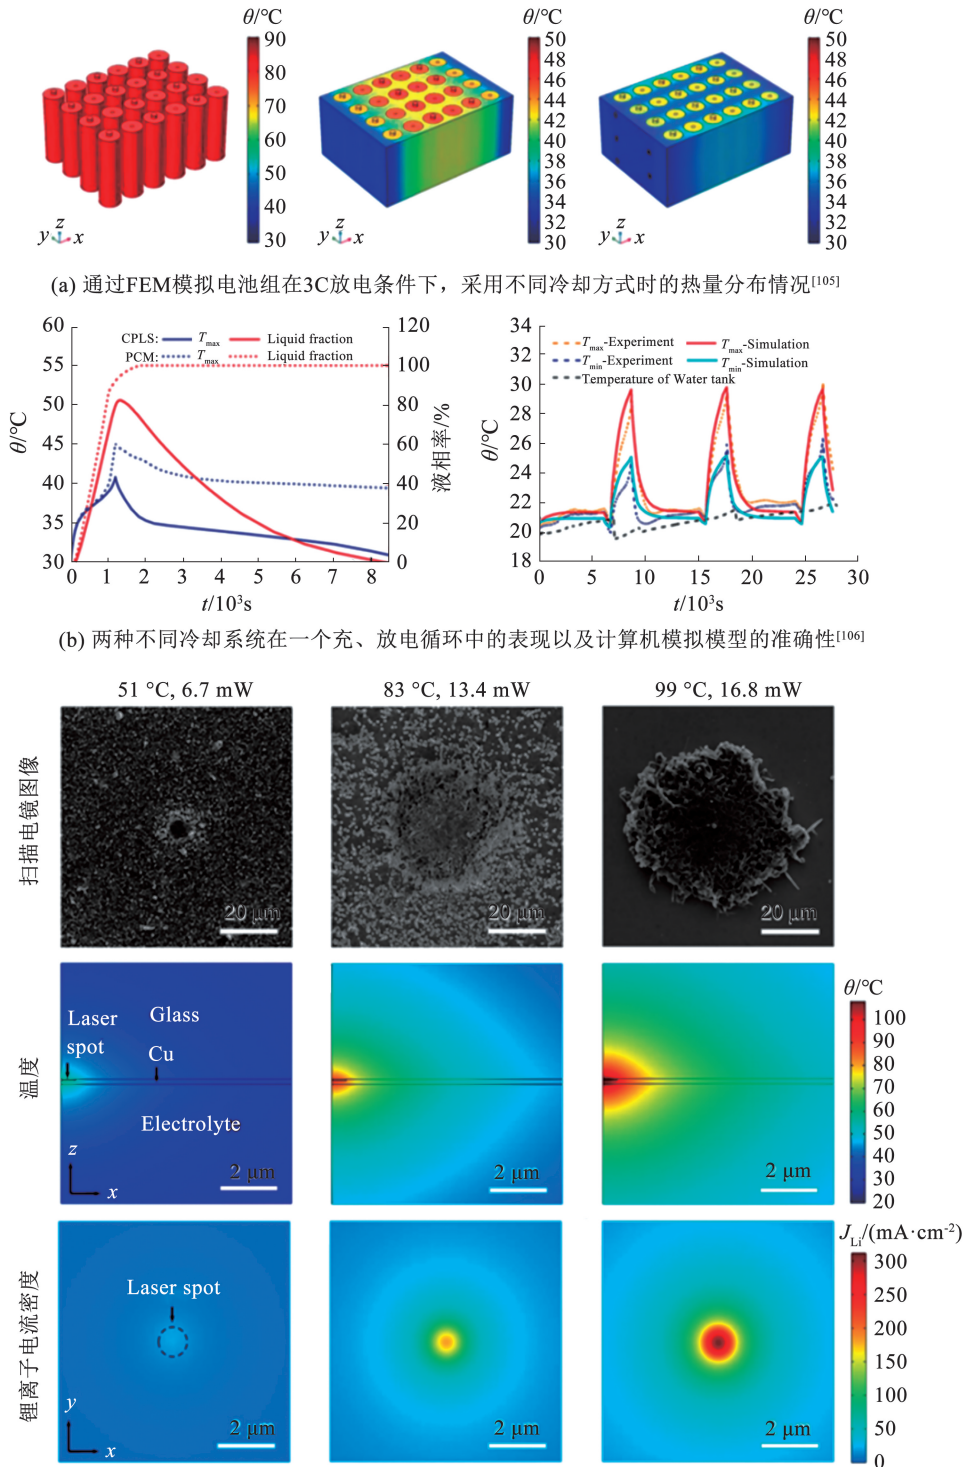 θ/°C θ/°C θ/°C
90 80 70 60 50 40 30
50 48 46 44 42 40 38 36 34 32 30
50 48 46 44 42 40 38 36 34 32 30
y z x y z x y z x
(a) 通过FEM模拟电池组在3C放电条件下，采用不同冷却方式时的热量分布情况[105]
CPLS: Tmax Liquid fraction
PCM: Tmax Liquid fraction
θ/°C
60 55 50 45 40 35 30
液相率/%
120 100 80 60 40 20 0
0 1 2 3 4 5 6 7 8
t/10³s
Tmax-Experiment Tmax-Simulation
Tmin-Experiment Tmin-Simulation
Temperature of Water tank
θ/°C
34 32 30 28 26 24 22 20 18
0 5 10 15 20 25 30
t/10³s
(b) 两种不同冷却系统在一个充、放电循环中的表现以及计算机模拟模型的准确性[106]
51 °C, 6.7 mW 83 °C, 13.4 mW 99 °C, 16.8 mW
扫描电镜图像
20 μm 20 μm 20 μm
温度
Laser spot
Glass
Cu
Electrolyte
z x
2 μm 2 μm 2 μm
θ/°C
100 90 80 70 60 50 40 30 20
锂离子电流密度
Laser spot
y x
2 μm 2 μm 2 μm
JLi/(mA·cm⁻²)
300 250 200 150 100 50 0